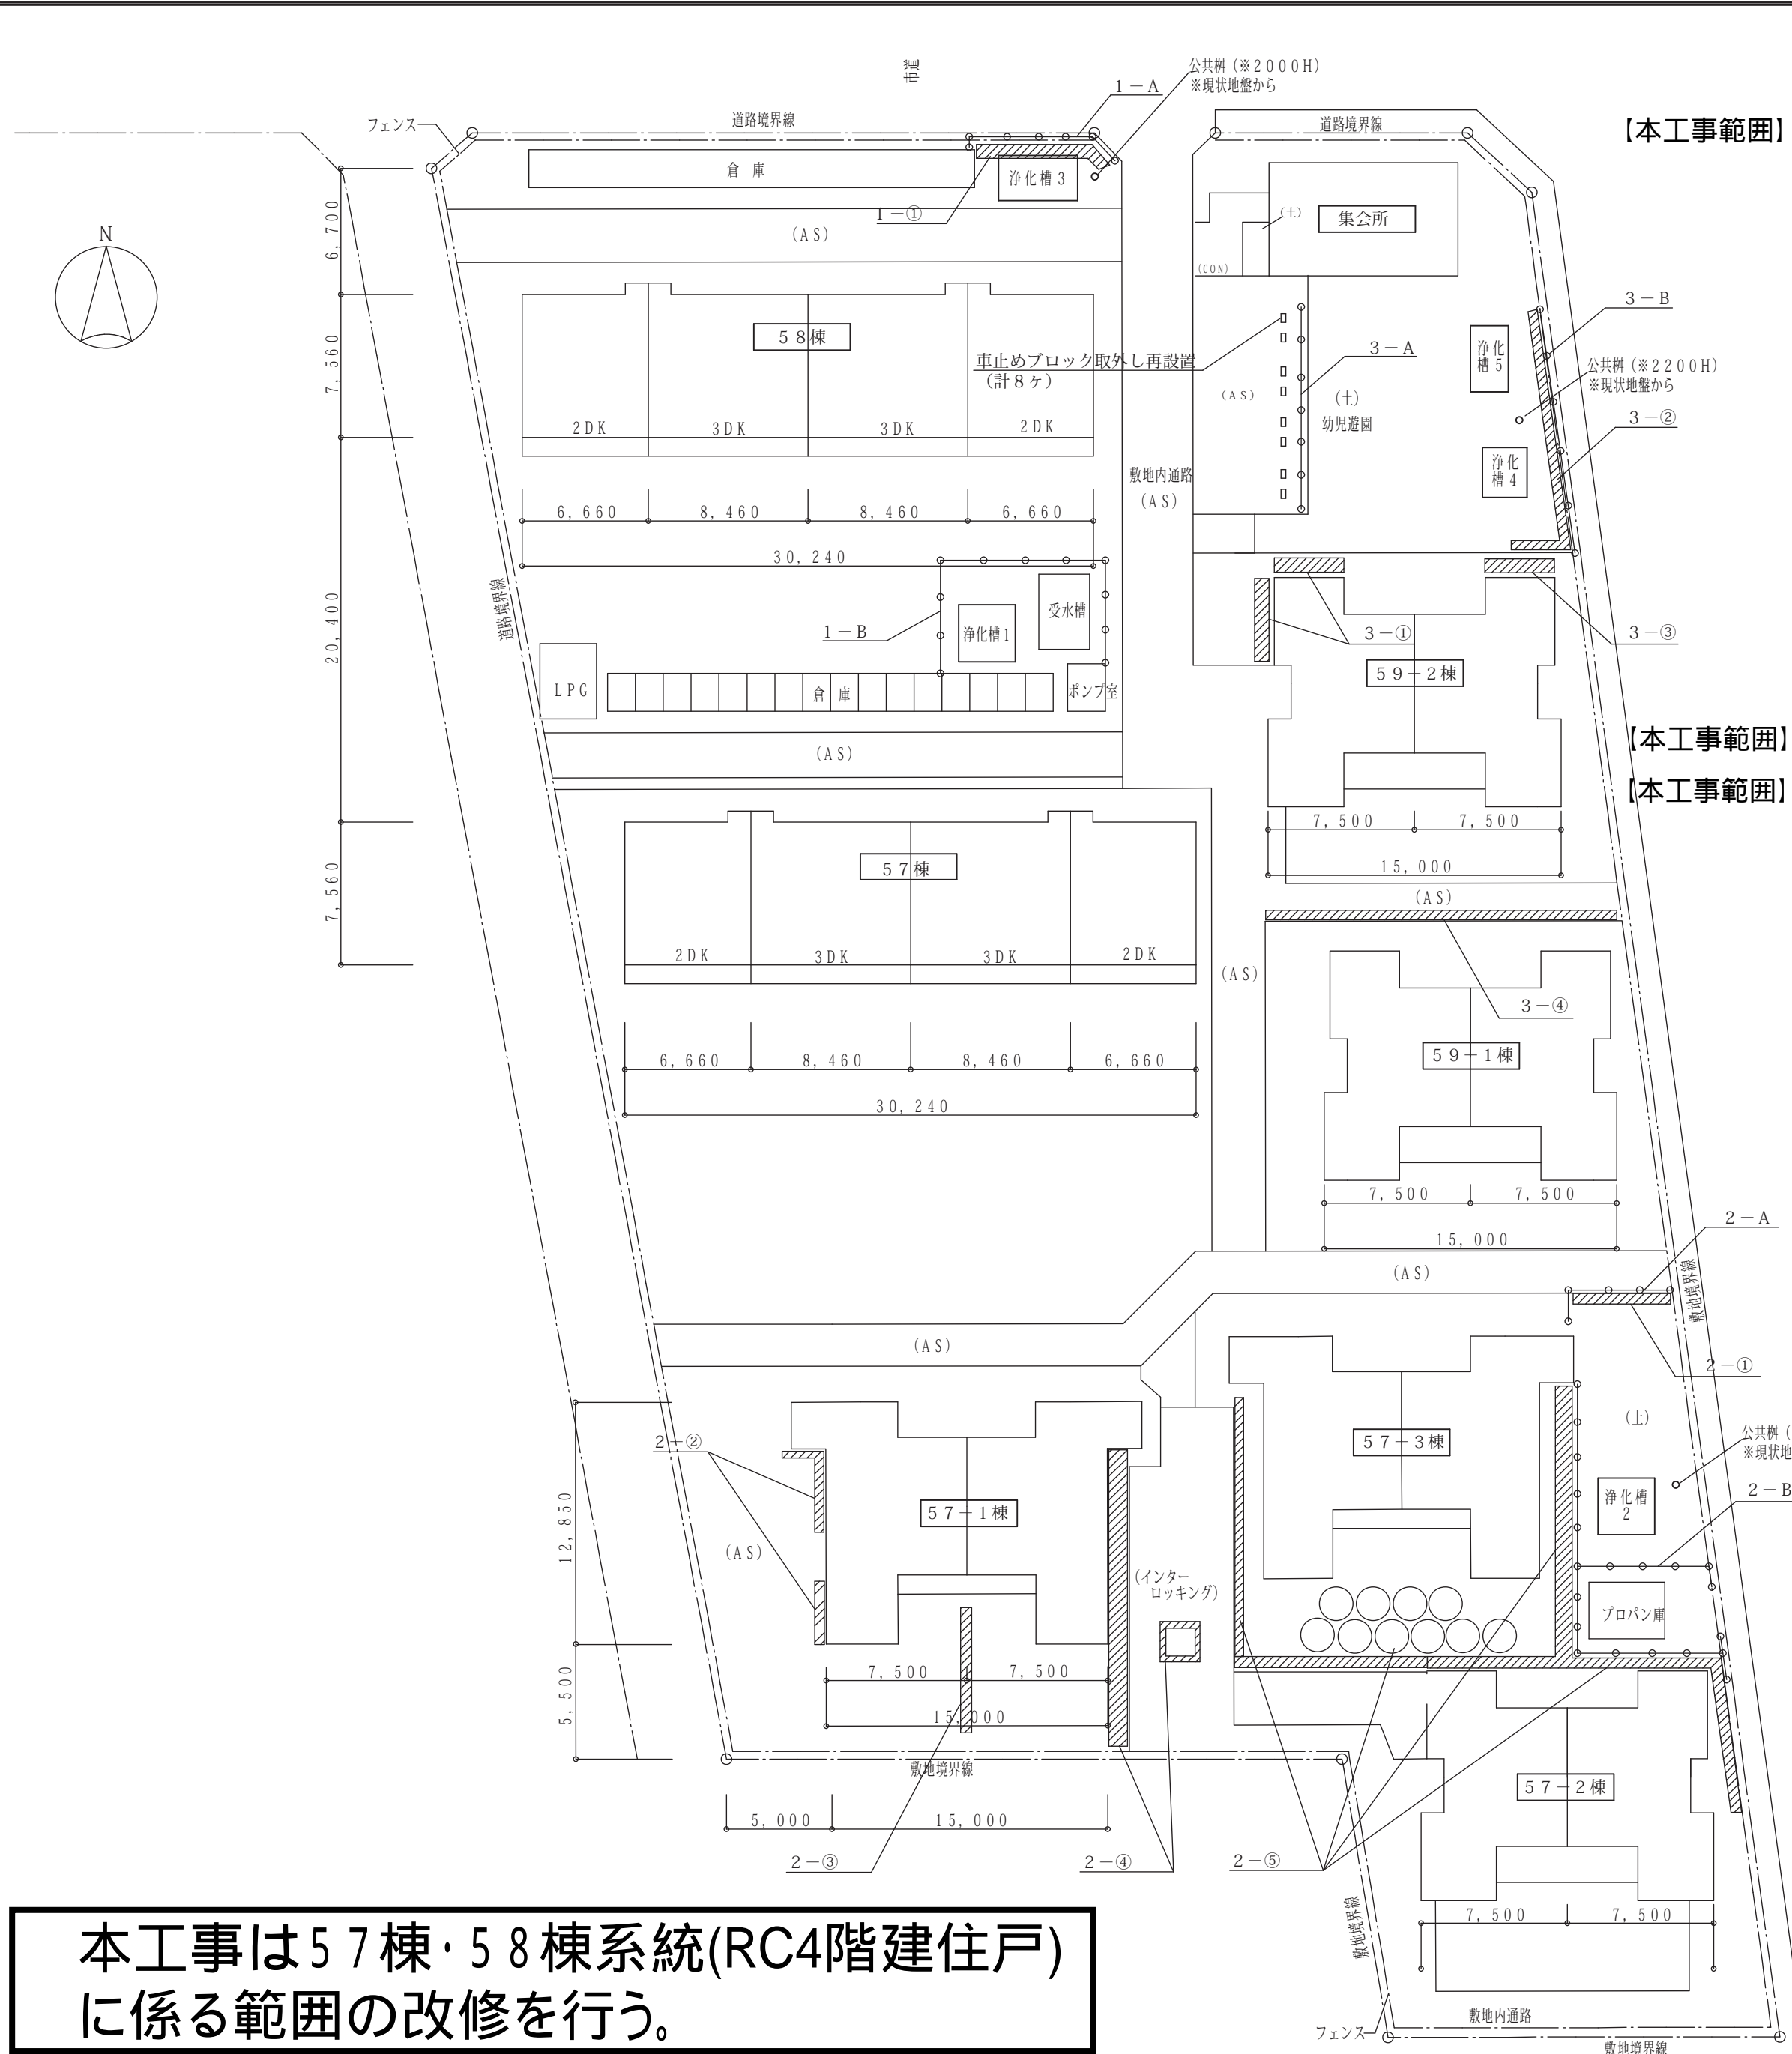 市道
公共桝（※２０００Ｈ）
※現状地盤から
１－Ａ
フェンス
道路境界線
道路境界線
【本工事範囲】
倉　庫
浄化槽３
１－①
（ＡＳ）
（土）
集会所
（CON）
N
6,700
7,560
20,400
7,560
５８棟
２ＤＫ
３ＤＫ
３ＤＫ
２ＤＫ
車止めブロック取外し再設置
（計８ヶ）
３－Ａ
（ＡＳ）
（土）
幼児遊園
浄化
槽５
３－Ｂ
公共桝（※２２００Ｈ）
※現状地盤から
３－②
浄化
槽４
敷地内通路
（ＡＳ）
6,660
8,460
8,460
6,660
30,240
道路境界線
受水槽
浄化槽１
１－Ｂ
ＬＰＧ
倉　庫
ポンプ室
（ＡＳ）
３－①
３－③
５９－２棟
【本工事範囲】
【本工事範囲】
7,500
7,500
15,000
（ＡＳ）
５７棟
２ＤＫ
３ＤＫ
３ＤＫ
２ＤＫ
（ＡＳ）
３－④
５９－１棟
6,660
8,460
8,460
6,660
30,240
7,500
7,500
15,000
２－Ａ
敷地境界線
（ＡＳ）
（ＡＳ）
２－①
（土）
公共桝（
※現状地
２－②
５７－１棟
５７－３棟
浄化槽
２
２－Ｂ
12,850
5,500
（ＡＳ）
（インター
ロッキング）
プロパン庫
7,500
7,500
15,000
敷地境界線
５７－２棟
5,000
15,000
２－③
２－④
２－⑤
敷地境界線
7,500
7,500
敷地内通路
フェンス
敷地境界線
本工事は５７棟・５８棟系統(RC4階建住戸)
に係る範囲の改修を行う。